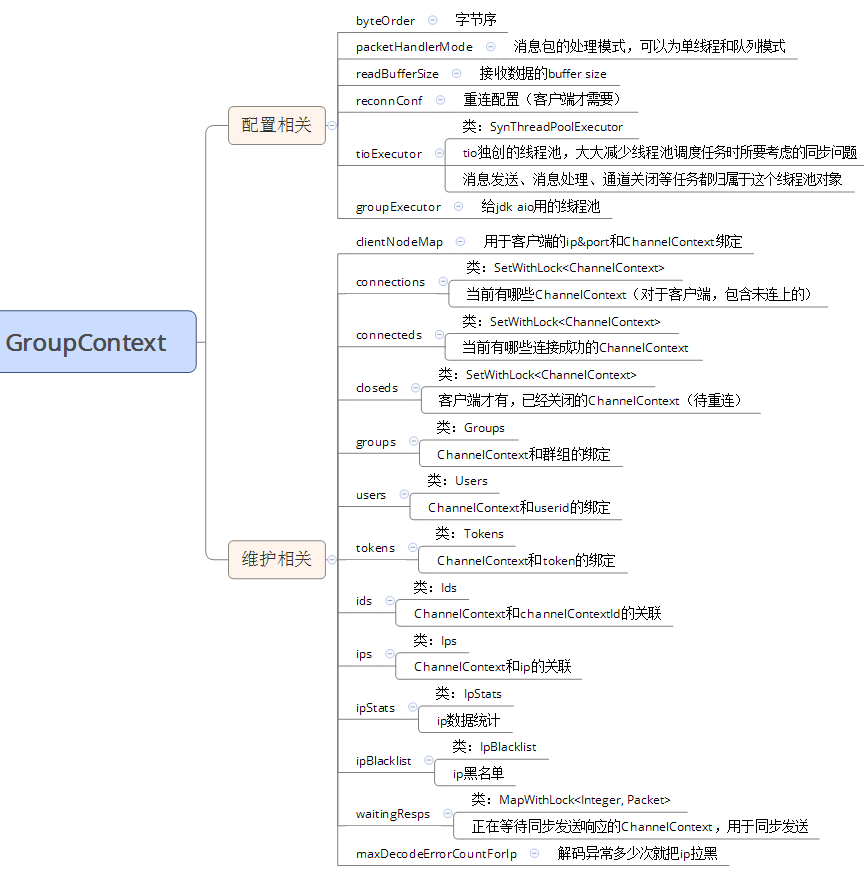 GroupContext
配置相关
byteOrder
字节序
packetHandlerMode
消息包的处理模式，可以为单线程和队列模式
readBufferSize
接收数据的buffer size
reconnConf
重连配置（客户端才需要）
tioExecutor
类：SynThreadPoolExecutor
tio独创的线程池，大大减少线程池调度任务时所要考虑的同步问题
消息发送、消息处理、通道关闭等任务都归属于这个线程池对象
groupExecutor
给jdk aio用的线程池
维护相关
clientNodeMap
用于客户端的ip&port和ChannelContext绑定
connections
类：SetWithLock<ChannelContext>
当前有哪些ChannelContext（对于客户端，包含未连上的）
connecteds
类：SetWithLock<ChannelContext>
当前有哪些连接成功的ChannelContext
closeds
类：SetWithLock<ChannelContext>
客户端才有，已经关闭的ChannelContext（待重连）
groups
类：Groups
ChannelContext和群组的绑定
users
类：Users
ChannelContext和userid的绑定
tokens
类：Tokens
ChannelContext和token的绑定
ids
类：Ids
ChannelContext和channelContextId的关联
ips
类：Ips
ChannelContext和ip的关联
ipStats
类：IpStats
ip数据统计
ipBlacklist
类：IpBlacklist
ip黑名单
waitingResps
类：MapWithLock<Integer, Packet>
正在等待同步发送响应的ChannelContext，用于同步发送
maxDecodeErrorCountForIp
解码异常多少次就把ip拉黑